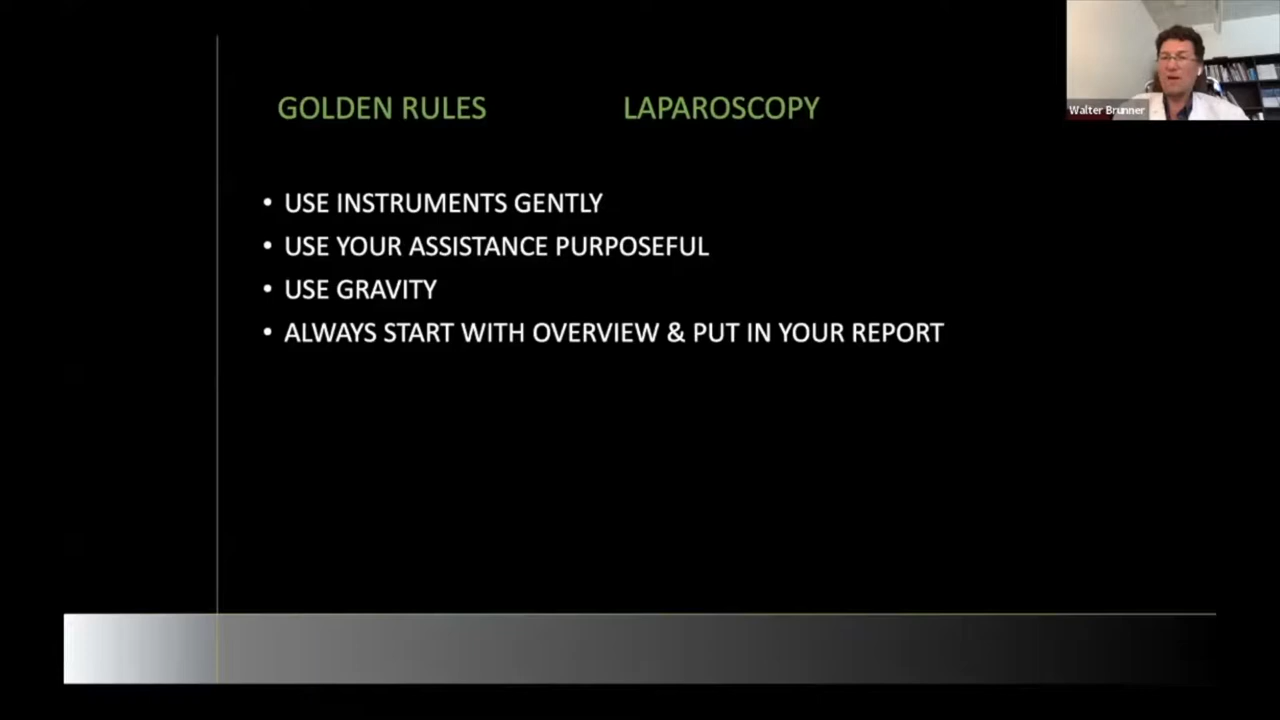 GOLDEN RULES LAPAROSCOPY
• USE INSTRUMENTS GENTLY
• USE YOUR ASSISTANCE PURPOSEFUL
• USE GRAVITY
• ALWAYS START WITH OVERVIEW & PUT IN YOUR REPORT
Walter Brunner